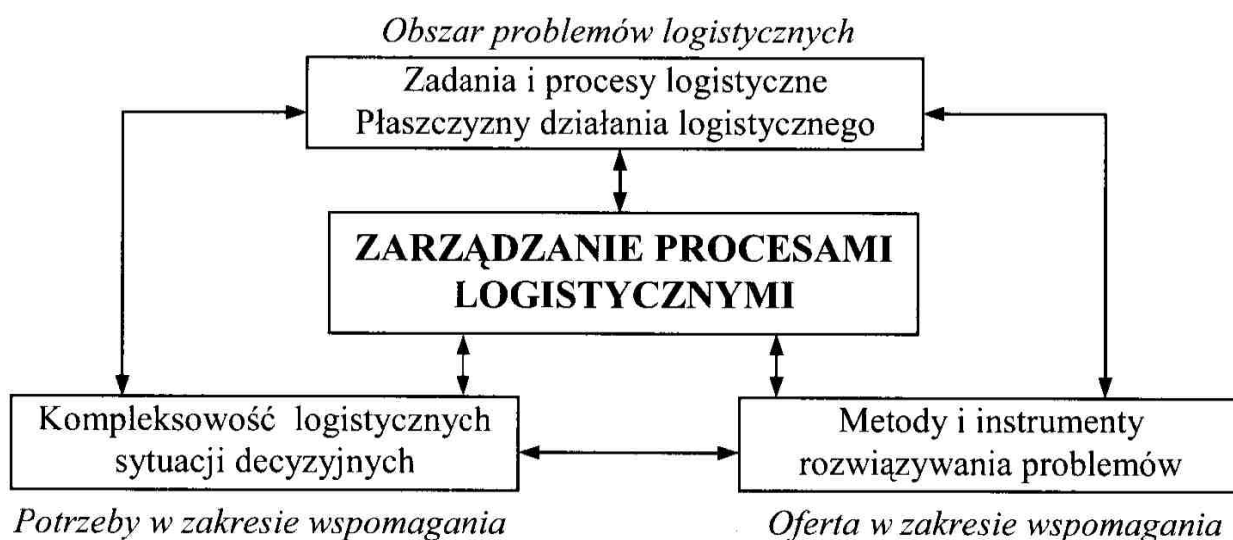 Obszar problemów logistycznych
Zadania i procesy logistyczne
Płaszczyzny działania logistycznego
ZARZĄDZANIE PROCESAMI
LOGISTYCZNYMI
Kompleksowość logistycznych
sytuacji decyzyjnych
Potrzeby w zakresie wspomagania
Metody i instrumenty
rozwiązywania problemów
Oferta w zakresie wspomagania